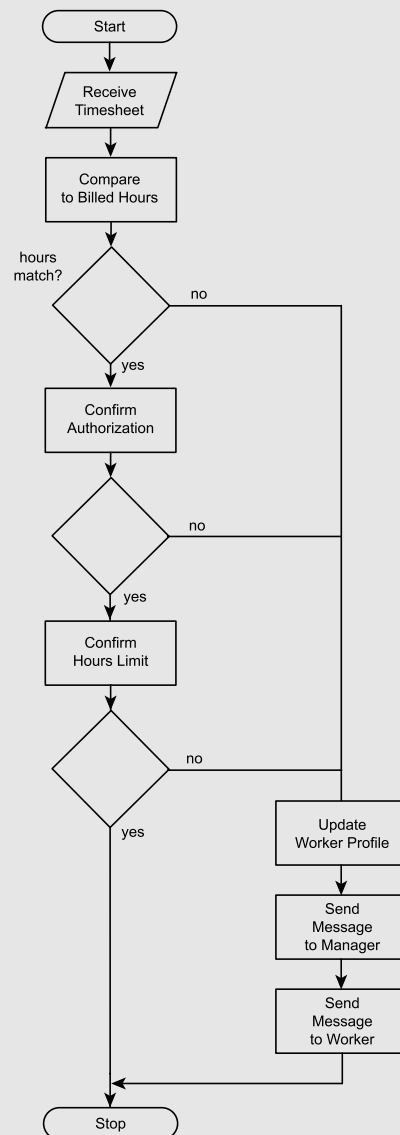 Start
Receive
Timesheet
Compare
to Billed Hours
hours
match?
no
yes
Confirm
Authorization
no
yes
Confirm
Hours Limit
no
yes
Update
Worker Profile
Send
Message
to Manager
Send
Message
to Worker
Stop